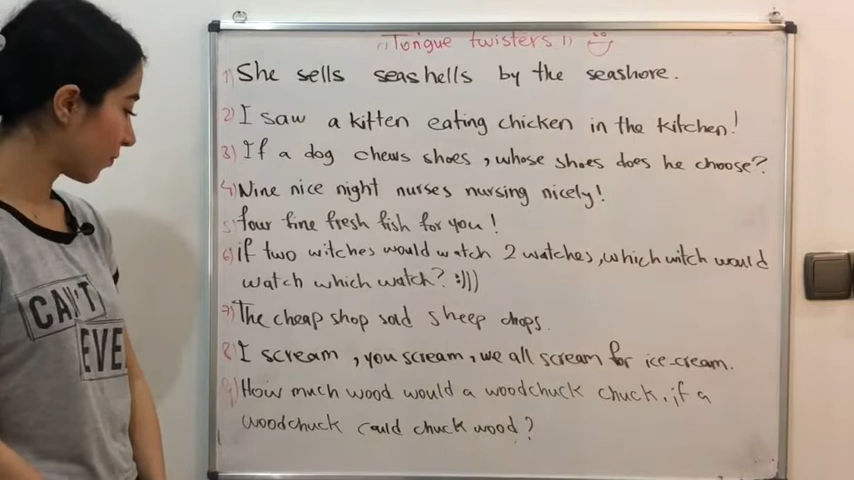 "Tongue twisters"
1) She sells seashells by the seashore.
2) I saw a kitten eating chicken in the kitchen!
3) If a dog chews shoes, whose shoes does he choose?
4) Nine nice night nurses nursing nicely!
5) four fine fresh fish for you!
6) if two witches would watch 2 watches, which witch would
watch which watch? :)))
7) The cheap shop sold sheep chops.
8) I scream, you scream, we all scream for ice-cream.
9) How much wood would a woodchuck chuck, if a
woodchuck could chuck wood?
CAN'T
EVEN